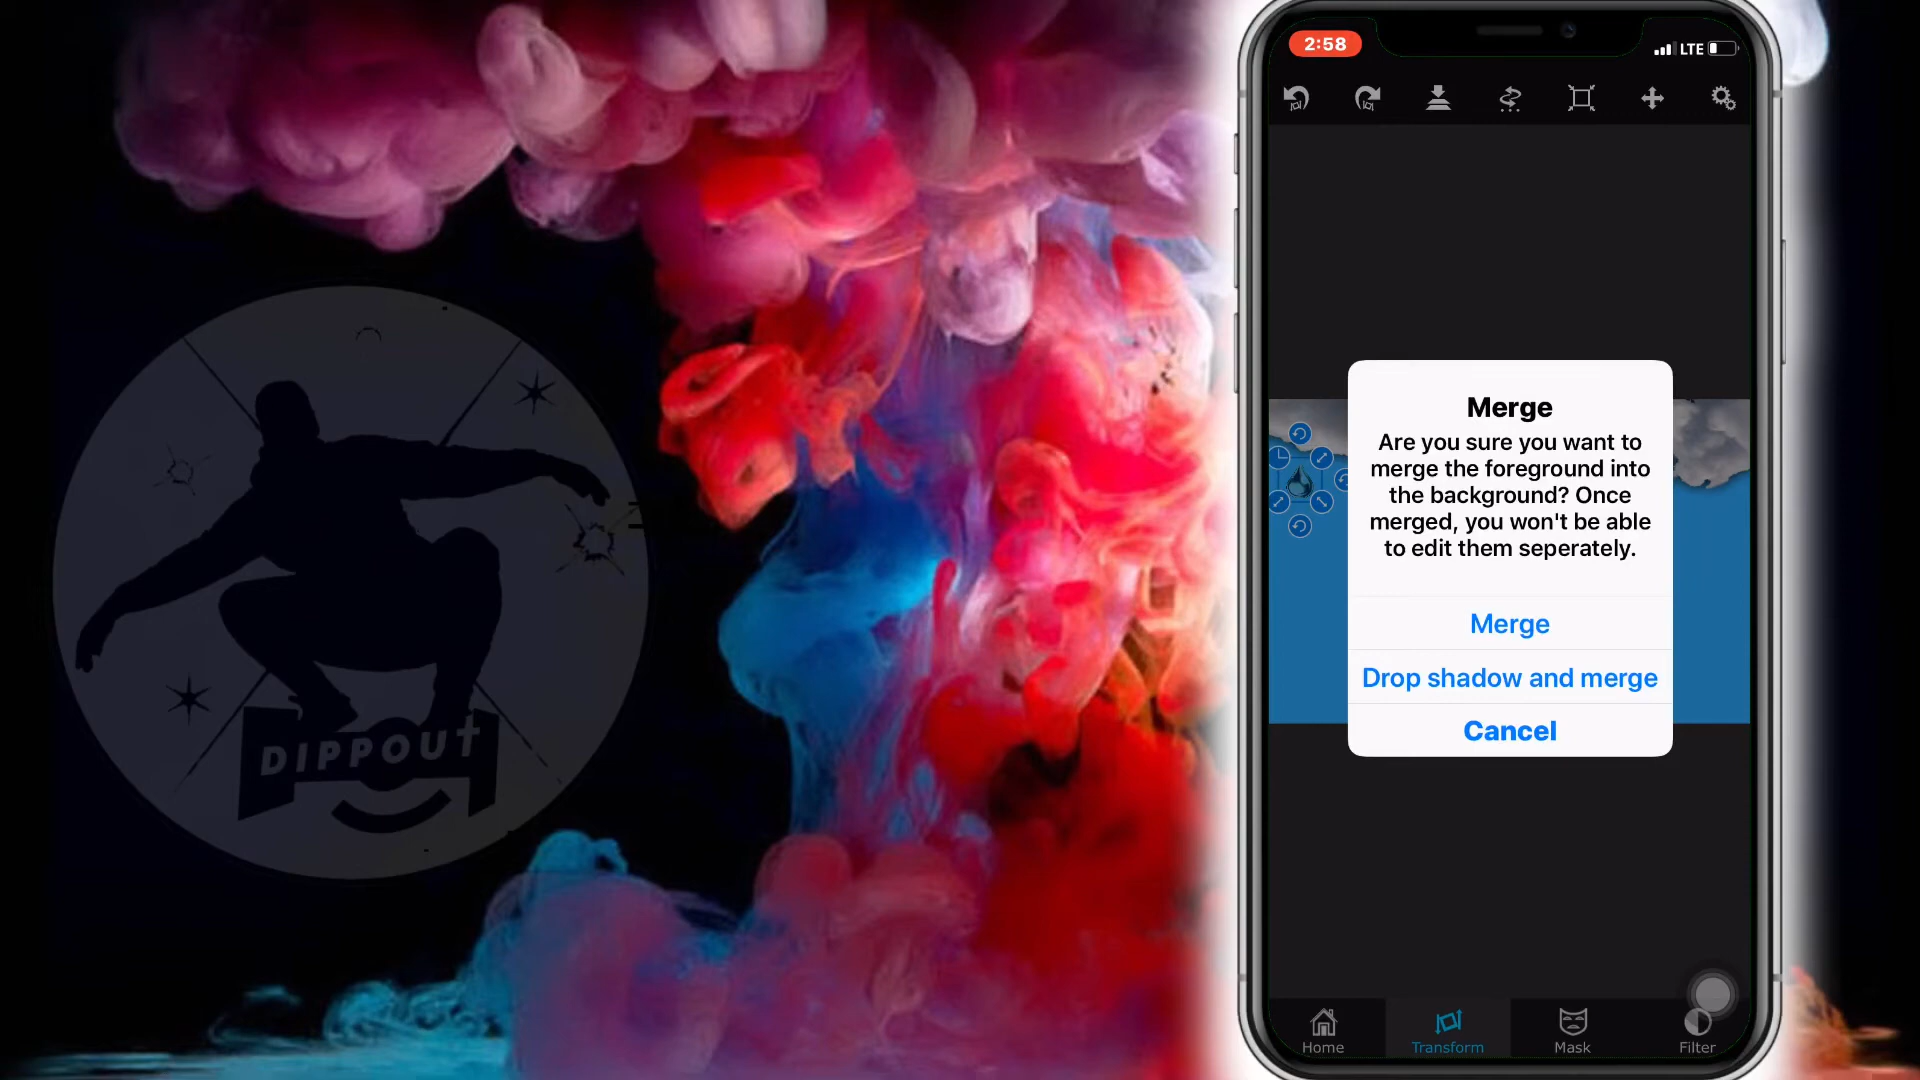 2:58
LTE
Merge
Are you sure you want to
merge the foreground into
the background? Once
merged, you won't be able
to edit them seperately.
Merge
Drop shadow and merge
Cancel
DIPPOUT
Home
Transform
Mask
Filter